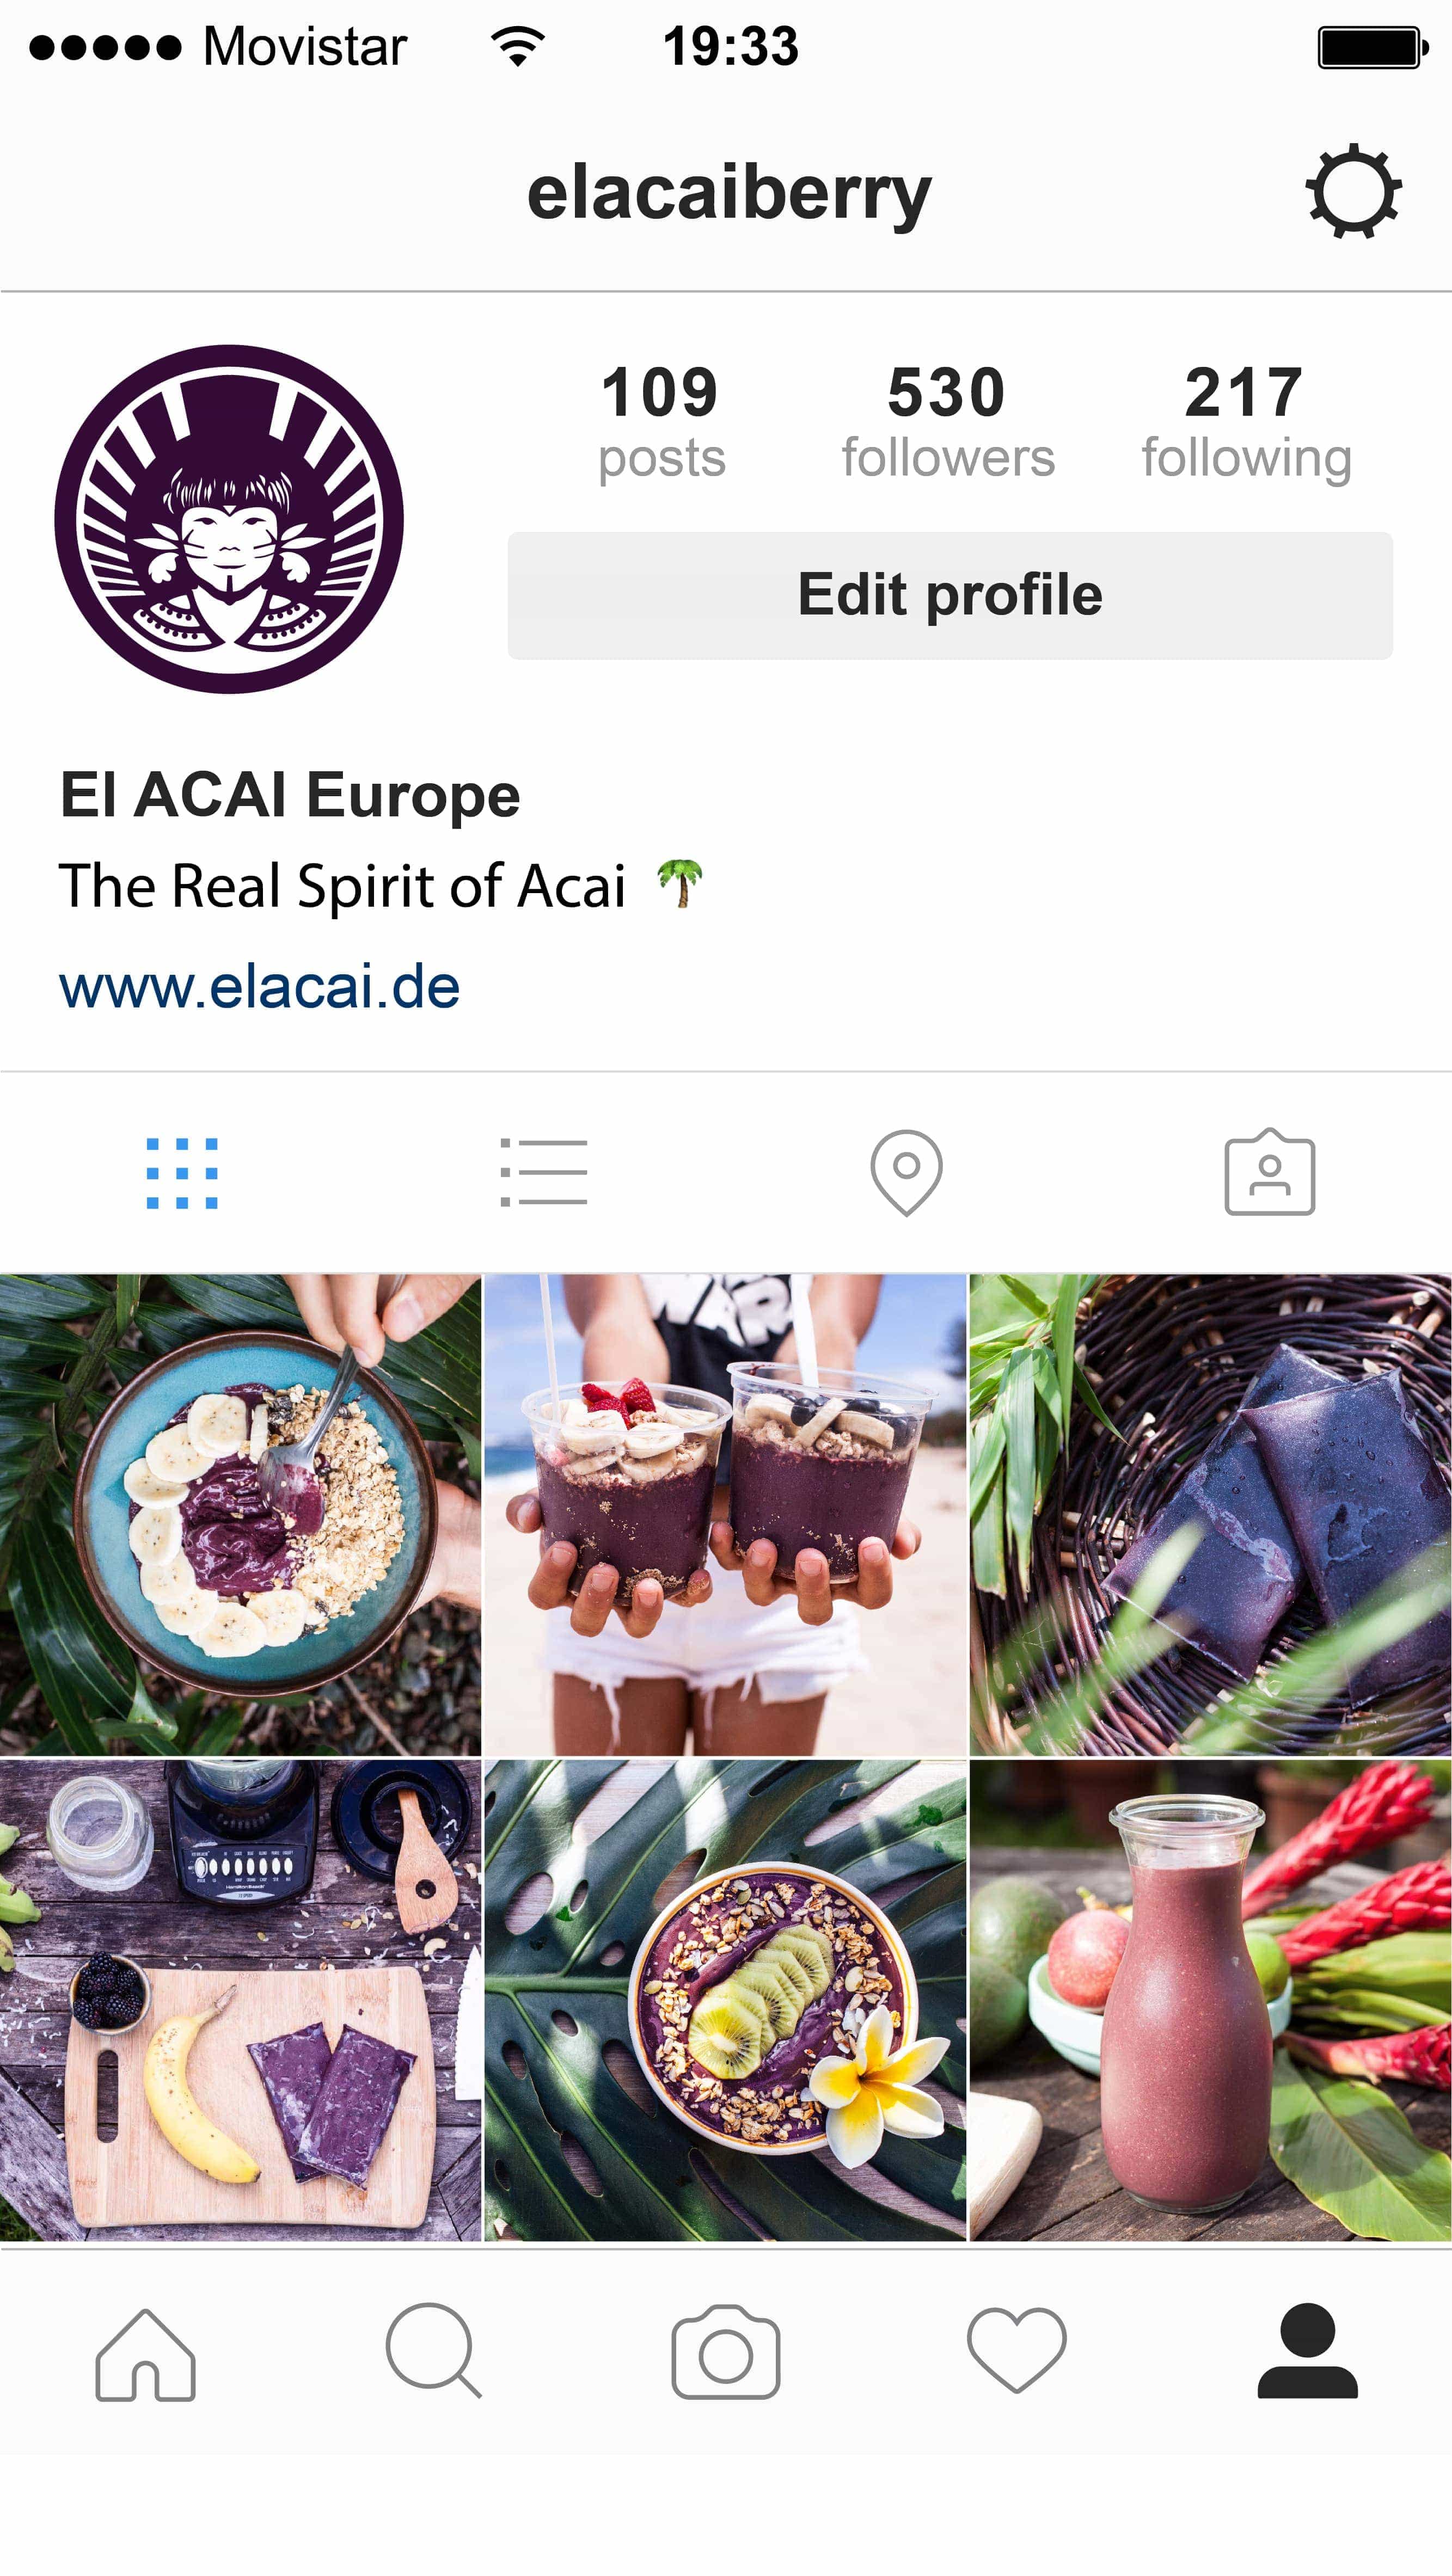 Movistar 19:33
elacaiberry
109 530 217
posts followers following
Edit profile
El ACAI Europe
The Real Spirit of Acai 🌴
www.elacai.de